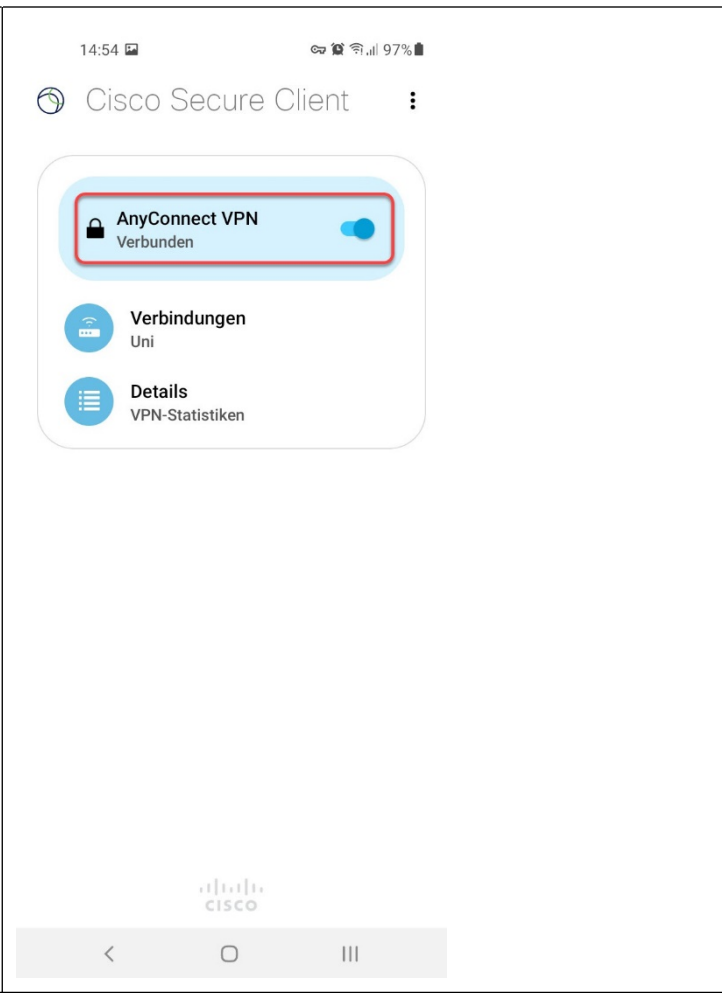 14:54 97%
Cisco Secure Client
AnyConnect VPN
Verbunden
Verbindungen
Uni
Details
VPN-Statistiken
CISCO